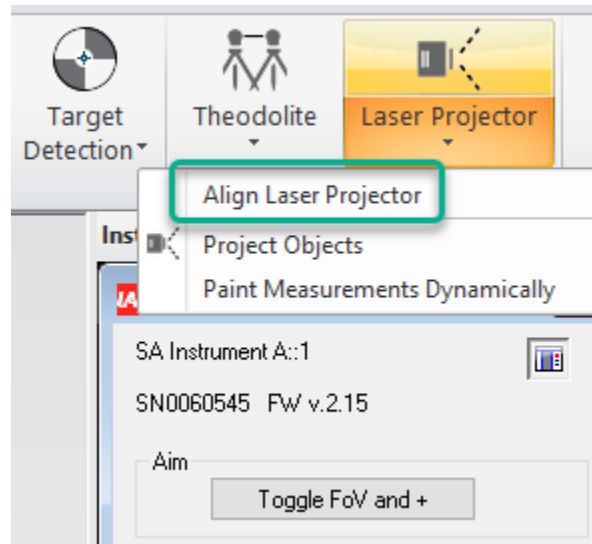 Target
Detection
Theodolite
Laser Projector
Align Laser Projector
Project Objects
Paint Measurements Dynamically
SA Instrument A::1
SN0060545 FW v.2.15
Aim
Toggle FoV and +